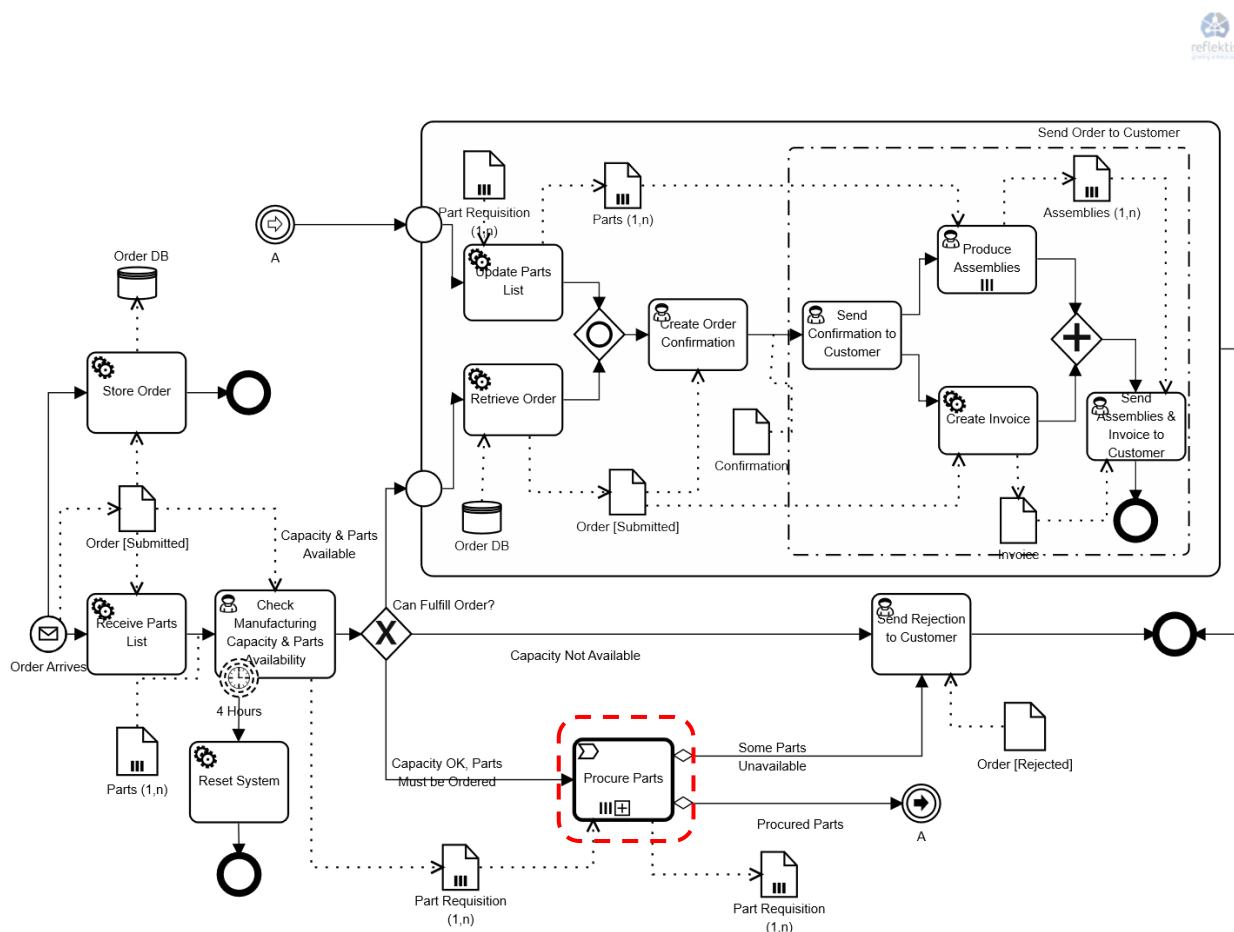 reflekti
Send Order to Customer
Part Requisition
(1,n)
Parts (1,n)
Assemblies (1,n)
A
Order DB
Update Parts
List
Produce
Assemblies
Create Order
Confirmation
Send
Confirmation to
Customer
Store Order
Retrieve Order
Create Invoice
Send
Assemblies &
Invoice to
Customer
Confirmation
Order [Submitted]
Order DB
Invoice
Order [Submitted]
Capacity & Parts
Available
Can Fulfill Order?
Receive Parts
List
Check
Manufacturing
Capacity & Parts
Availability
X
Send Rejection
to Customer
Order Arrives
Capacity Not Available
4 Hours
Reset System
Parts (1,n)
Capacity OK, Parts
Must be Ordered
Procure Parts
Some Parts
Unavailable
Order [Rejected]
Procured Parts
A
Part Requisition
(1,n)
Part Requisition
(1,n)